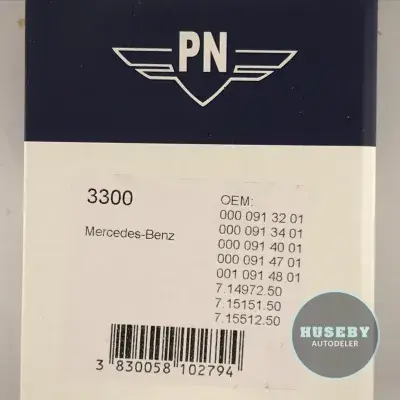 PN
3300
Mercedes-Benz
OEM:
000 091 32 01
000 091 34 01
000 091 40 01
000 091 47 01
001 091 48 01
7.14972.50
7.15151.50
7.15512.50
3 830058 102794
HUSEBY
AUTODELER